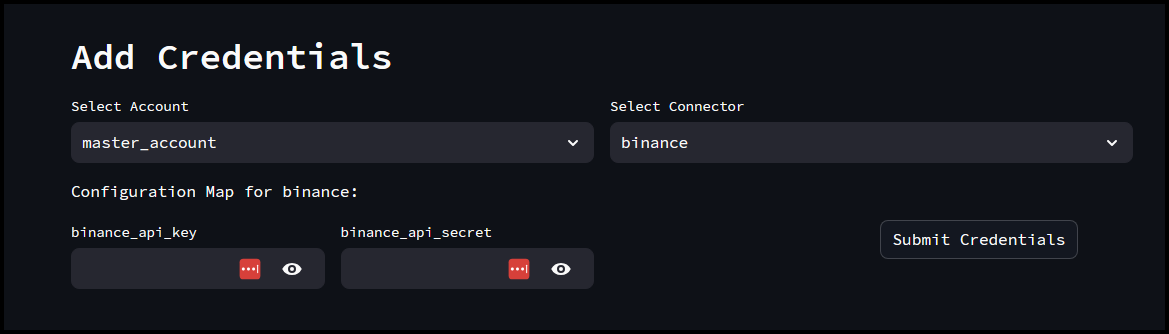 Add Credentials
Select Account
Select Connector
master_account
binance
Configuration Map for binance:
binance_api_key
binance_api_secret
Submit Credentials